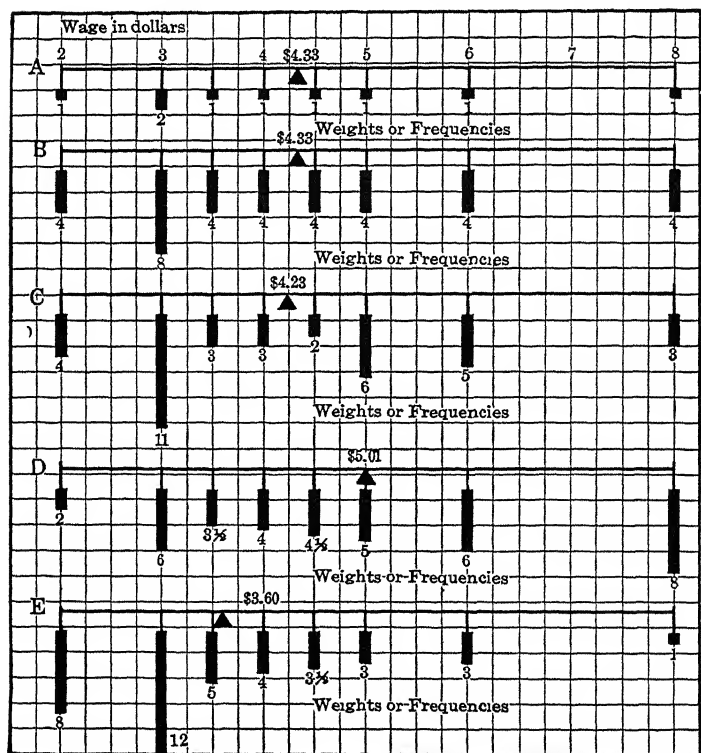 Wage in dollars
2 3 4 5 6 7 8
$4.33
A
1 2 1 1 1 1 1 1
Weights or Frequencies
$4.33
B
4 8 4 4 4 4 4 4
Weights or Frequencies
$4.23
C
4 11 3 3 2 6 5 3
Weights or Frequencies
$5.01
D
2 6 3½ 4 4½ 5 6 8
Weights or Frequencies
$3.60
E
8 12 5 4 3½ 3 3 1
Weights or Frequencies